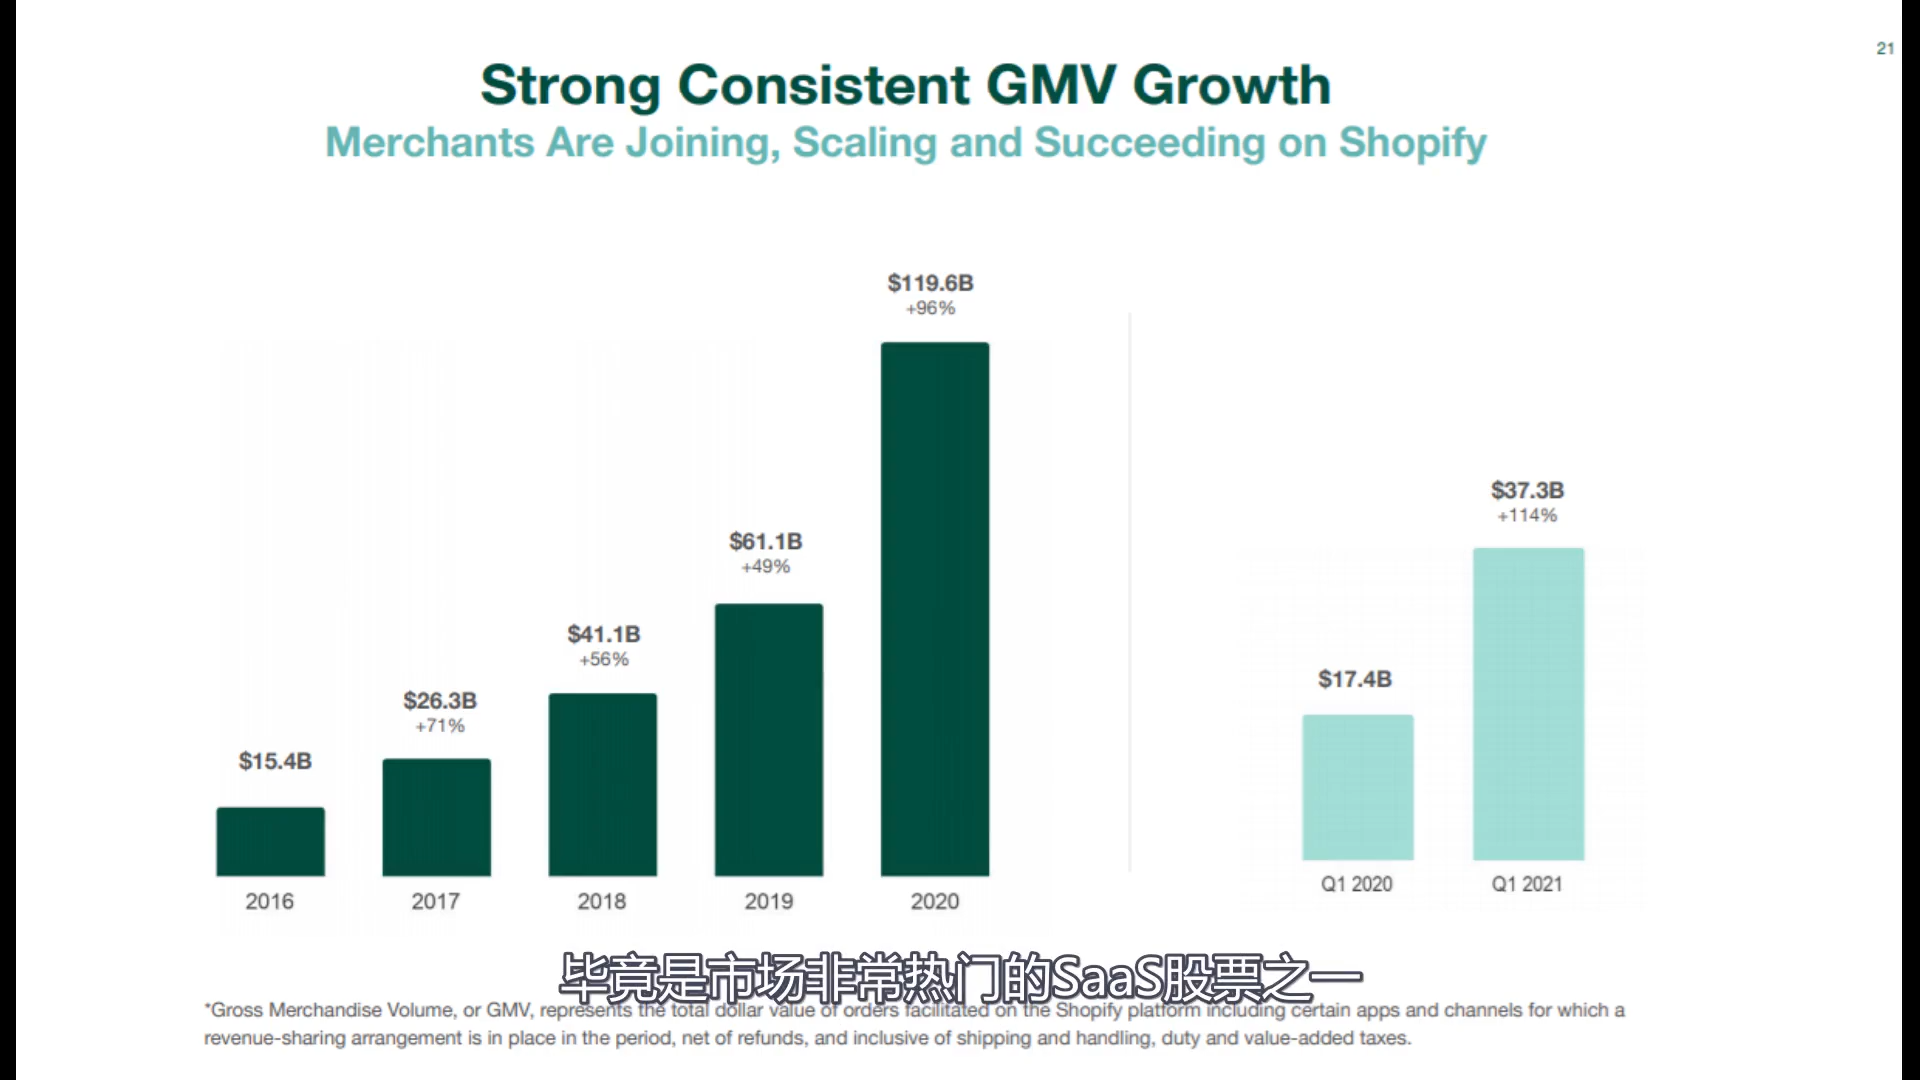 21
Strong Consistent GMV Growth
Merchants Are Joining, Scaling and Succeeding on Shopify
$119.6B
+96%
$61.1B
+49%
$41.1B
+56%
$26.3B
+71%
$15.4B
2016
2017
2018
2019
2020
$37.3B
+114%
$17.4B
Q1 2020
Q1 2021
毕竟是市场非常热门的SaaS股票之一
*Gross Merchandise Volume, or GMV, represents the total dollar value of orders facilitated on the Shopify platform including certain apps and channels for which a
revenue-sharing arrangement is in place in the period, net of refunds, and inclusive of shipping and handling, duty and value-added taxes.